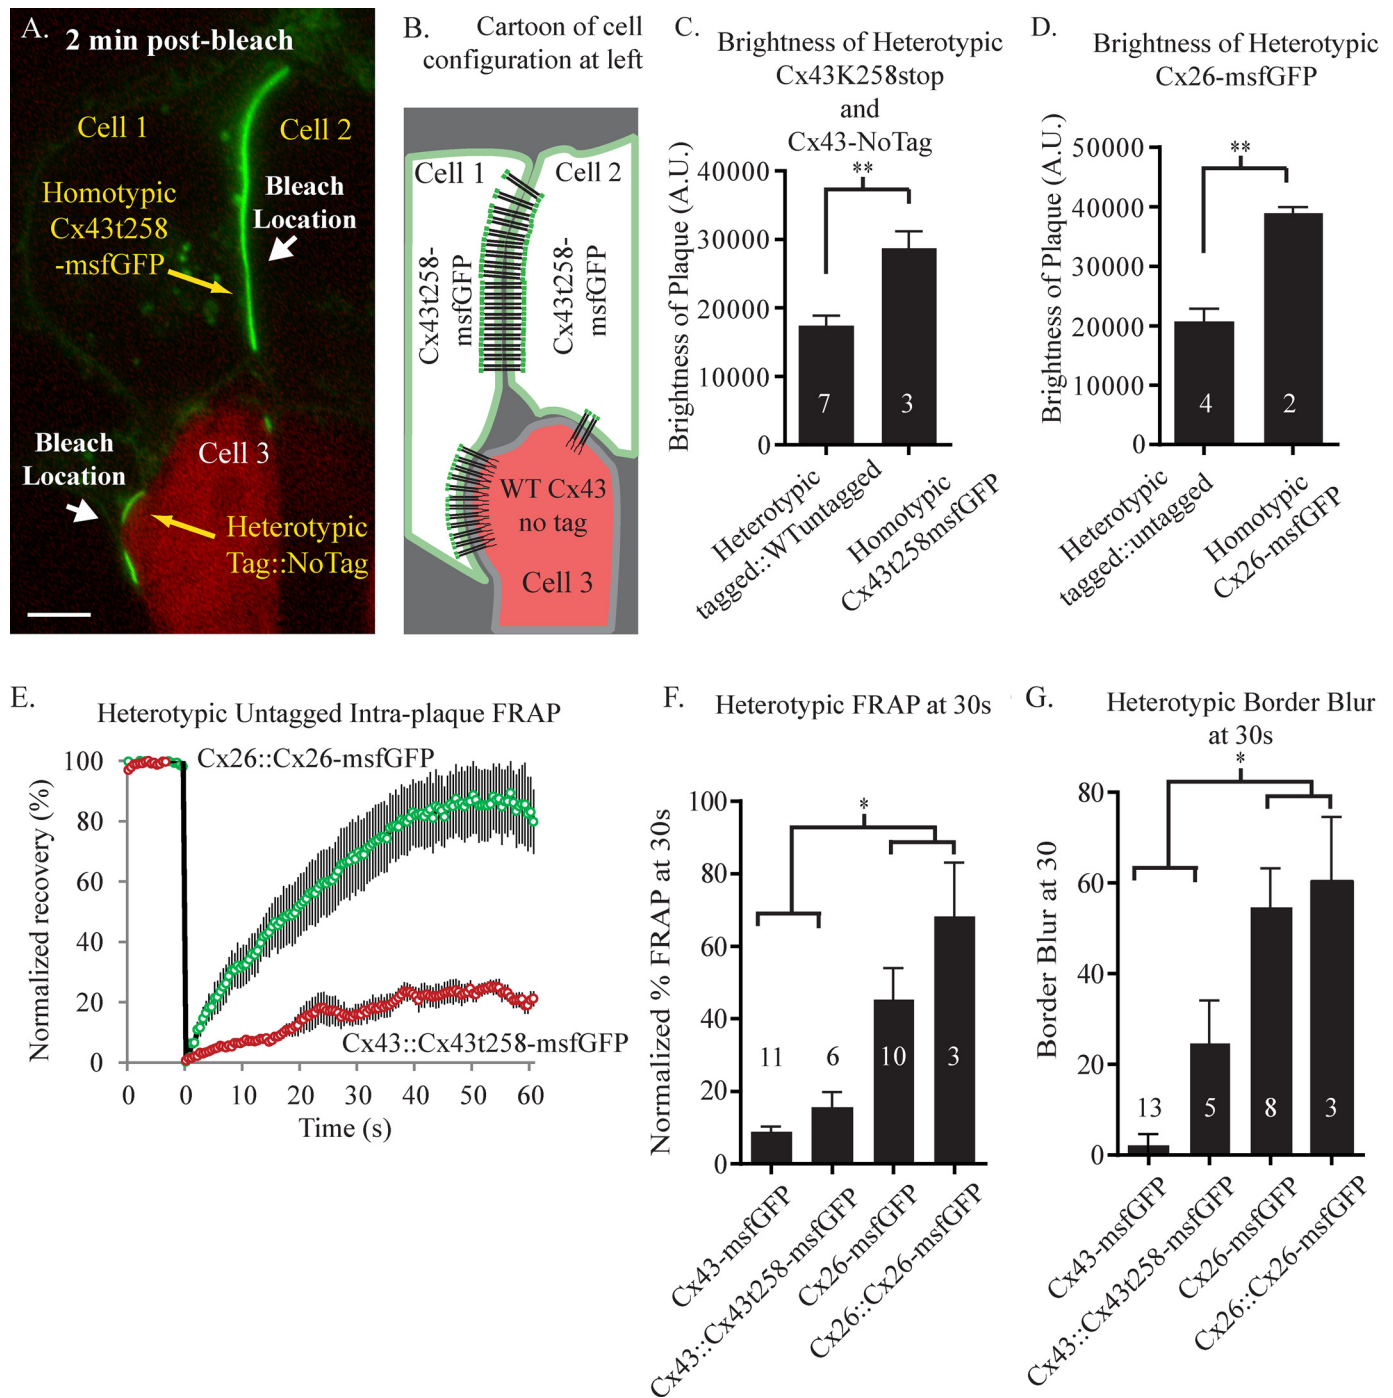 A.
2 min post-bleach
Cell 1
Cell 2
Homotypic
Cx43t258
-msfGFP
Bleach
Location
Bleach
Location
Cell 3
Heterotypic
Tag::NoTag
B.
Cartoon of cell
configuration at left
Cell 1
Cell 2
Cx43t258-
msfGFP
Cx43t258-
msfGFP
WT Cx43
no tag
Cell 3
C.
Brightness of Heterotypic
Cx43K258stop
and
Cx43-NoTag
Brightness of Plaque (A.U.)
40000
30000
20000
10000
0
**
7
3
Heterotypic
tagged::WTuntagged
Homotypic
Cx43t258msfGFP
D.
Brightness of Heterotypic
Cx26-msfGFP
Brightness of Plaque (A.U.)
50000
40000
30000
20000
10000
0
**
4
2
Heterotypic
tagged::untagged
Homotypic
Cx26-msfGFP
E.
Heterotypic Untagged Intra-plaque FRAP
Normalized recovery (%)
100
80
60
40
20
0
Cx26::Cx26-msfGFP
Cx43::Cx43t258-msfGFP
0 0 10 20 30 40 50 60
Time (s)
F.
Heterotypic FRAP at 30s
Normalized % FRAP at 30s
100
80
60
40
20
0
*
11
6
10
3
Cx43-msfGFP
Cx43::Cx43t258-msfGFP
Cx26-msfGFP
Cx26::Cx26-msfGFP
G.
Heterotypic Border Blur
at 30s
Border Blur at 30
80
60
40
20
0
*
13
5
8
3
Cx43-msfGFP
Cx43::Cx43t258-msfGFP
Cx26-msfGFP
Cx26::Cx26-msfGFP